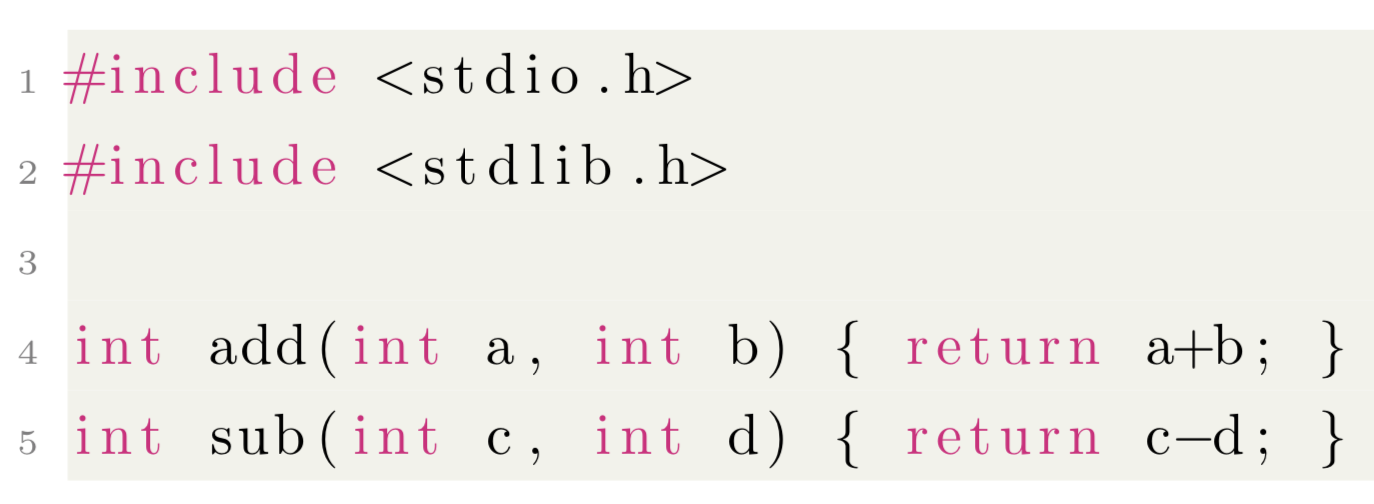 1 #include <stdio.h>
2 #include <stdlib.h>
3
4 int add(int a, int b) { return a+b; }
5 int sub(int c, int d) { return c-d; }